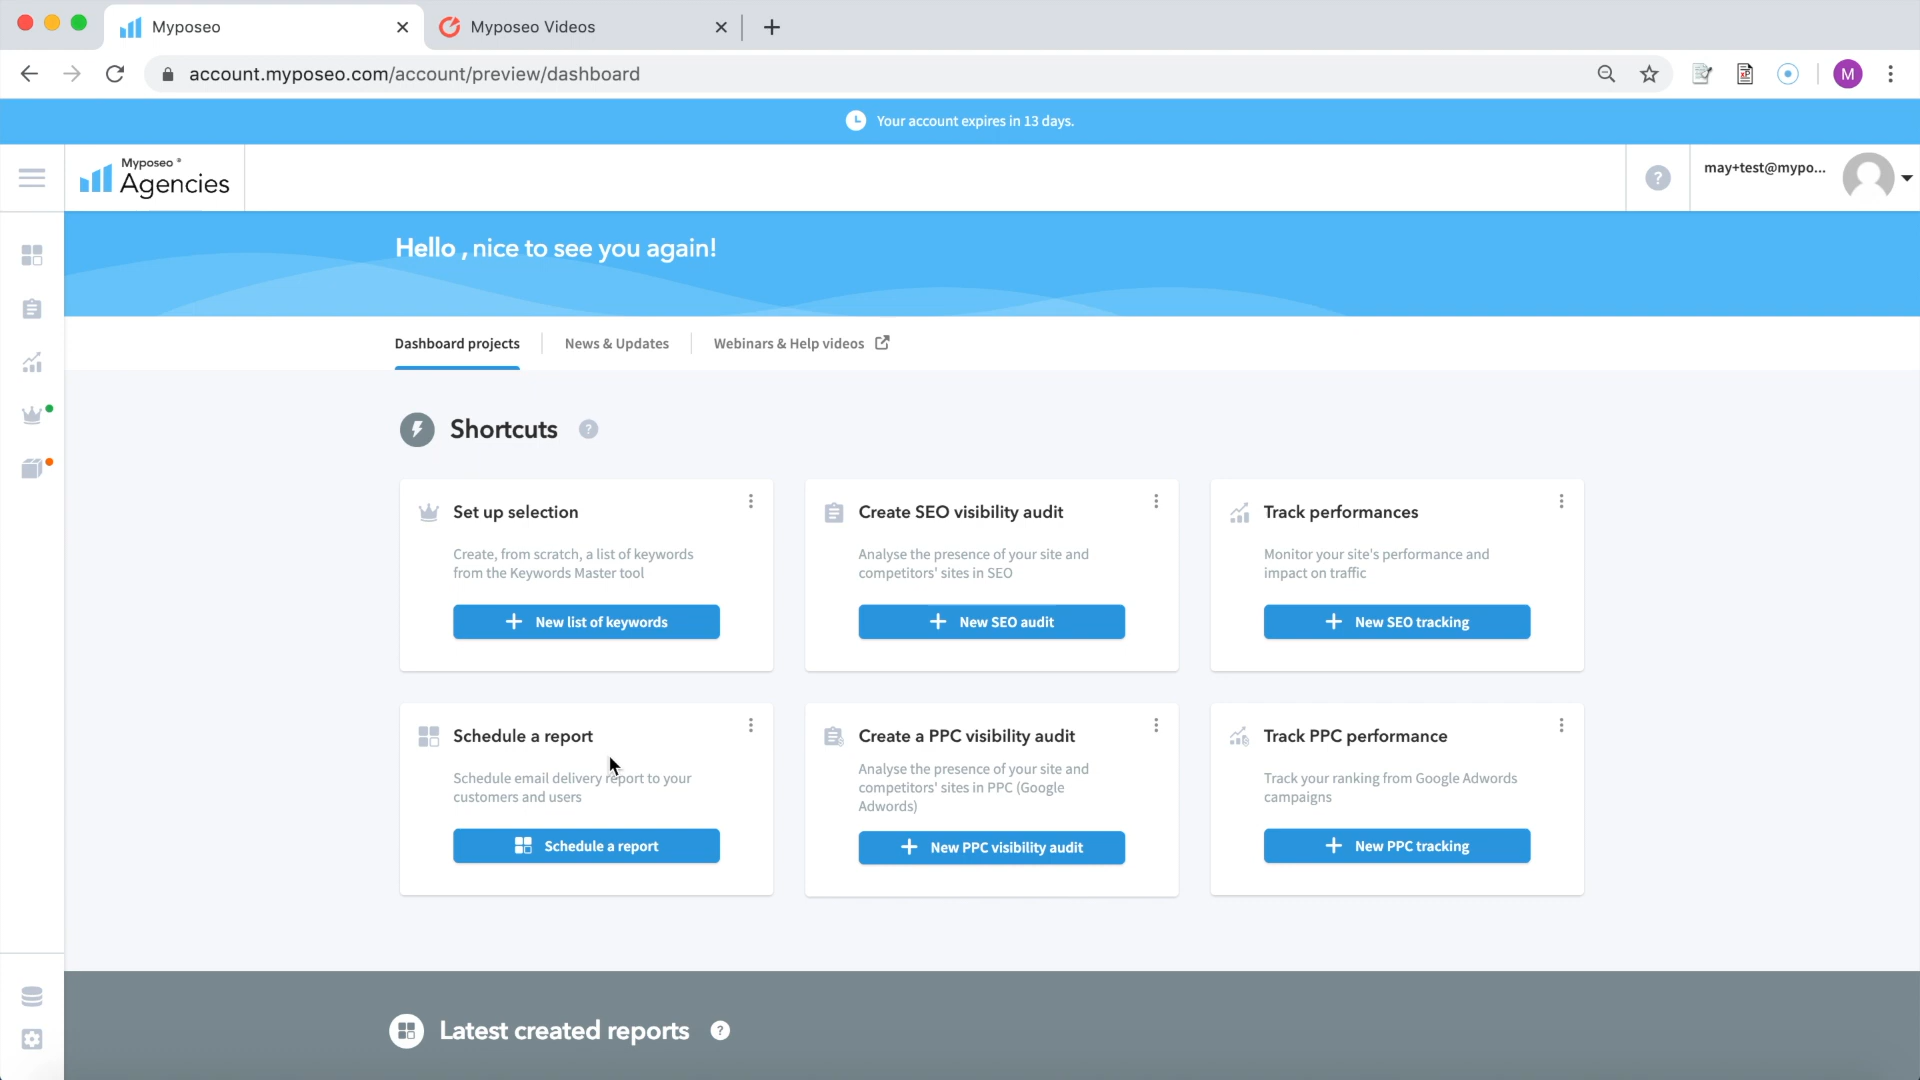 Myposeo
Myposeo Videos
account.myposeo.com/account/preview/dashboard
M
Your account expires in 13 days.
Myposeo ®
Agencies
?
may+test@mypo...
Hello , nice to see you again!
Dashboard projects
News & Updates
Webinars & Help videos
Shortcuts
?
Set up selection
Create, from scratch, a list of keywords
from the Keywords Master tool
New list of keywords
Create SEO visibility audit
Analyse the presence of your site and
competitors' sites in SEO
New SEO audit
Track performances
Monitor your site's performance and
impact on traffic
New SEO tracking
Schedule a report
Schedule email delivery report to your
customers and users
Schedule a report
Create a PPC visibility audit
Analyse the presence of your site and
competitors' sites in PPC (Google
Adwords)
New PPC visibility audit
Track PPC performance
Track your ranking from Google Adwords
campaigns
New PPC tracking
Latest created reports
?